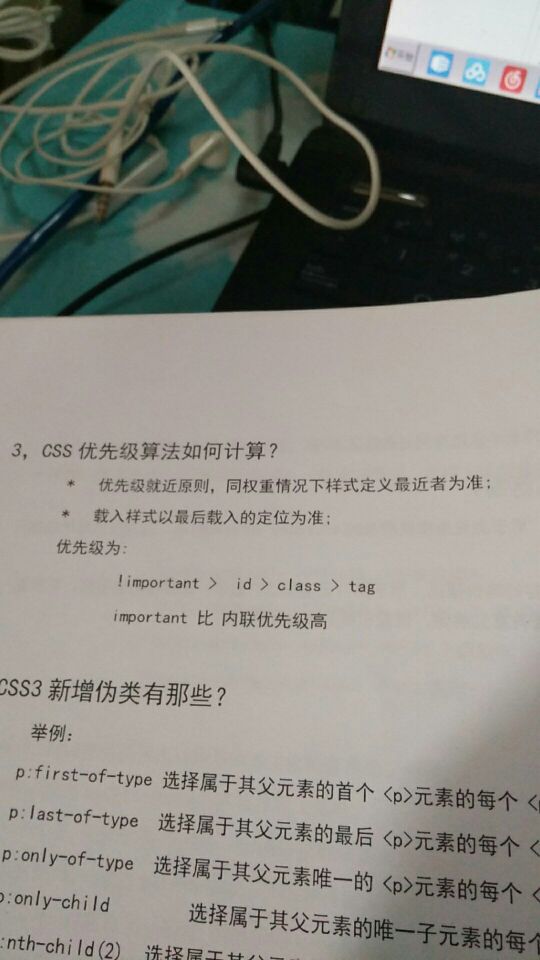 3, CSS 优先级算法如何计算?
* 优先级就近原则，同权重情况下样式定义最近者为准;
* 载入样式以最后载入的定位为准;
优先级为:
!important > id > class > tag
important 比 内联优先级高
CSS3 新增伪类有那些?
举例:
p:first-of-type 选择属于其父元素的首个 <p>元素的每个 <
p:last-of-type 选择属于其父元素的最后 <p>元素的每个 <
p:only-of-type 选择属于其父元素唯一的 <p>元素的每个 <
p:only-child 选择属于其父元素的唯一子元素的每个
:nth-child(2) 选择属于其父元素的